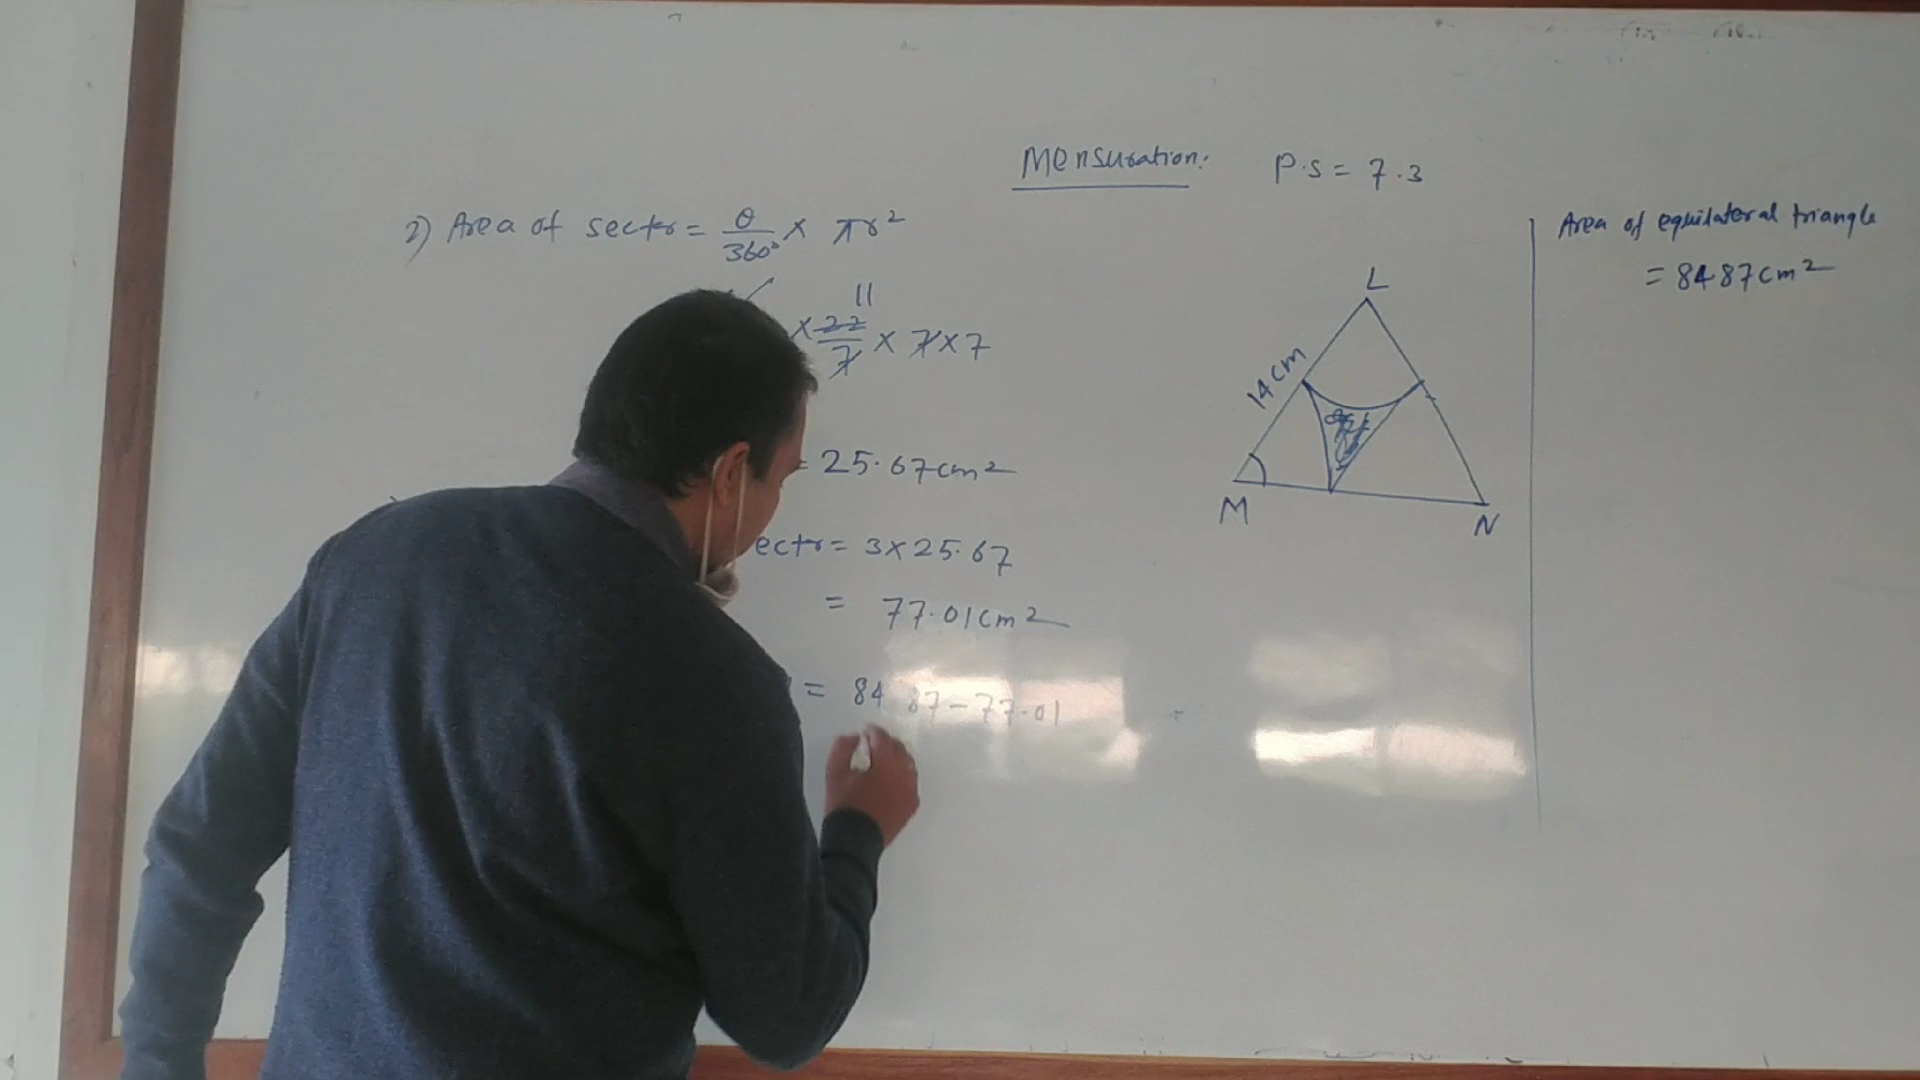 Mensuration: P.S = 7.3
2) Area of sector = θ/360° × πr²
× 22/7 × 7 × 7
11
= 25.67cm²
ector = 3 × 25.67
= 77.01cm²
= 84 87 - 77.01
L
14cm
M
N
Area of equilateral triangle
= 84.87cm²